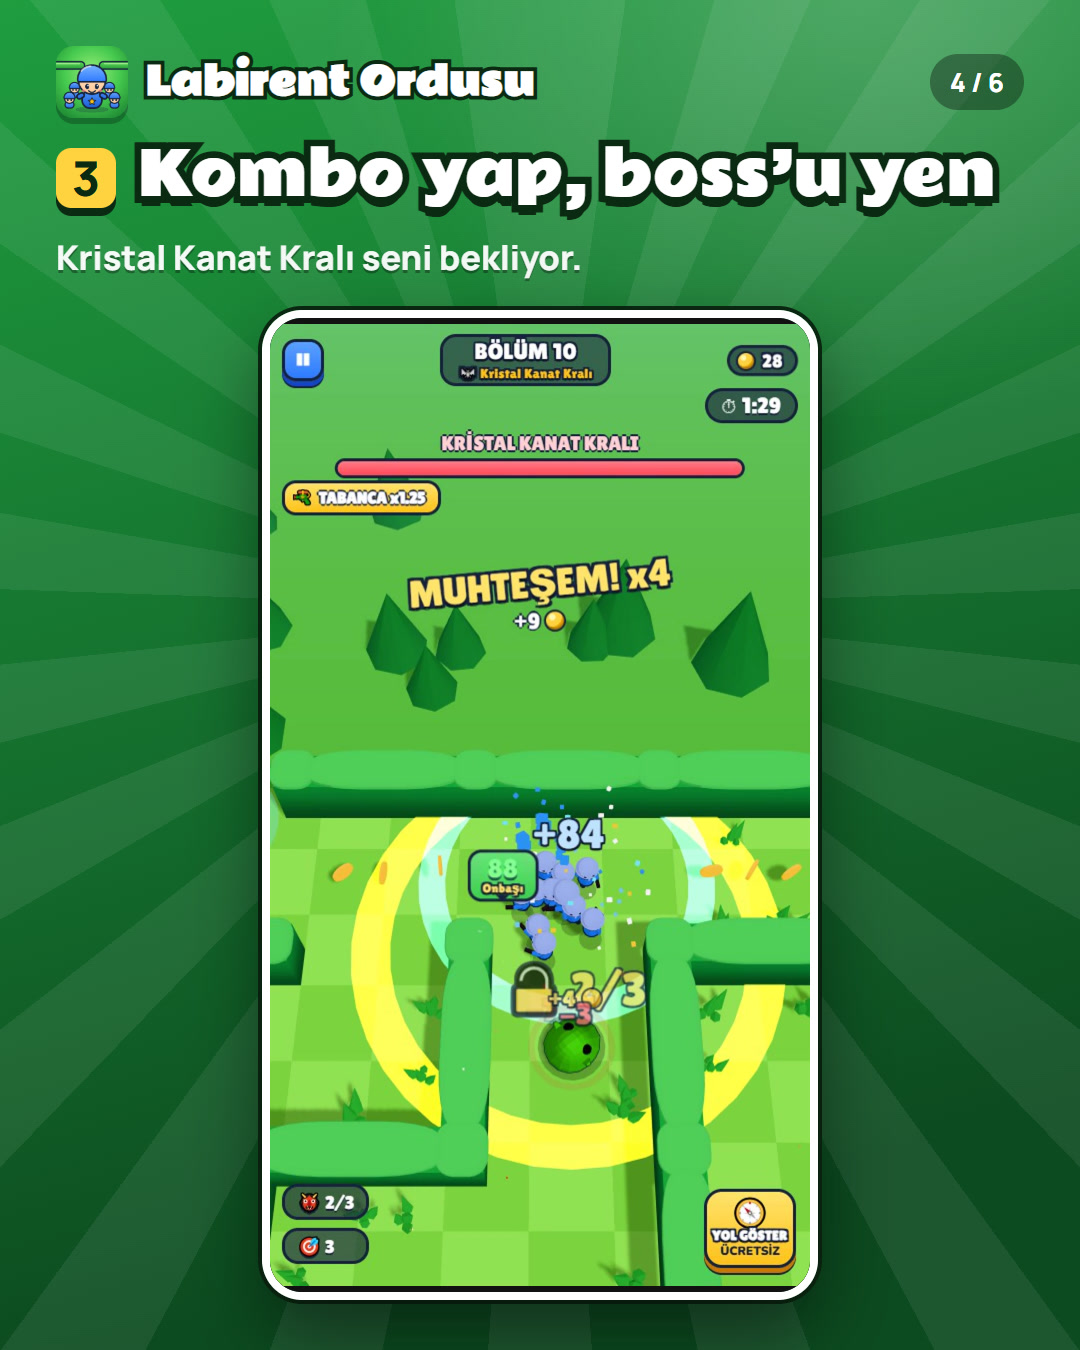 Labirent Ordusu
4 / 6
3 Kombo yap, boss’u yen
Kristal Kanat Kralı seni bekliyor.
BÖLÜM 10
Kristal Kanat Kralı
28
1:29
KRİSTAL KANAT KRALI
TABANCA x1.25
MUHTEŞEM! x4
+9
+84
88
Onbaşı
2/3
+4
-3
2/3
3
YOL GÖSTER
ÜCRETSİZ